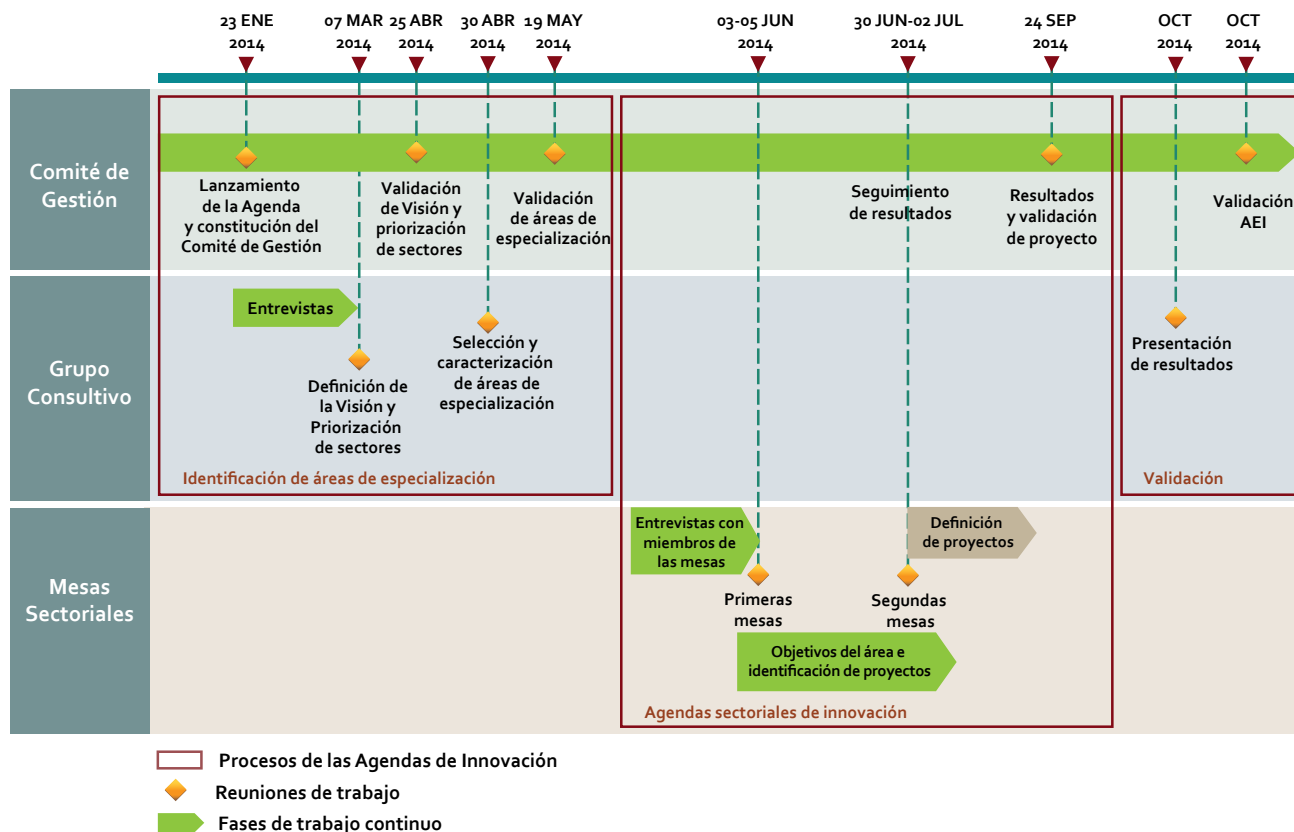 23 ENE
2014
07 MAR
2014
25 ABR
2014
30 ABR
2014
19 MAY
2014
03-05 JUN
2014
30 JUN-02 JUL
2014
24 SEP
2014
OCT
2014
OCT
2014
Comité de
Gestión
Lanzamiento
de la Agenda
y constitución del
Comité de Gestión
Validación
de Visión y
priorización
de sectores
Validación
de áreas de
especialización
Seguimiento
de resultados
Resultados
y validación
de proyecto
Validación
AEI
Grupo
Consultivo
Entrevistas
Definición de
la Visión y
Priorización
de sectores
Selección y
caracterización
de áreas de
especialización
Presentación
de resultados
Identificación de áreas de especialización
Validación
Mesas
Sectoriales
Entrevistas con
miembros de
las mesas
Definición
de proyectos
Primeras
mesas
Segundas
mesas
Objetivos del área e
identificación de proyectos
Agendas sectoriales de innovación
Procesos de las Agendas de Innovación
Reuniones de trabajo
Fases de trabajo continuo